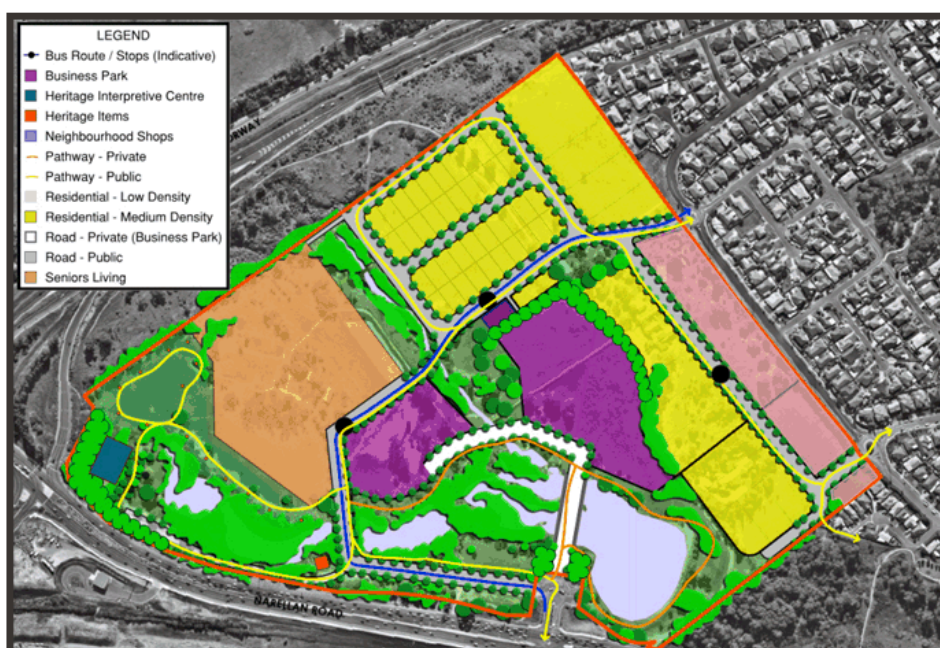 LEGEND
Bus Route / Stops (Indicative)
Business Park
Heritage Interpretive Centre
Heritage Items
Neighbourhood Shops
Pathway - Private
Pathway - Public
Residential - Low Density
Residential - Medium Density
Road - Private (Business Park)
Road - Public
Seniors Living
NARELLAN ROAD